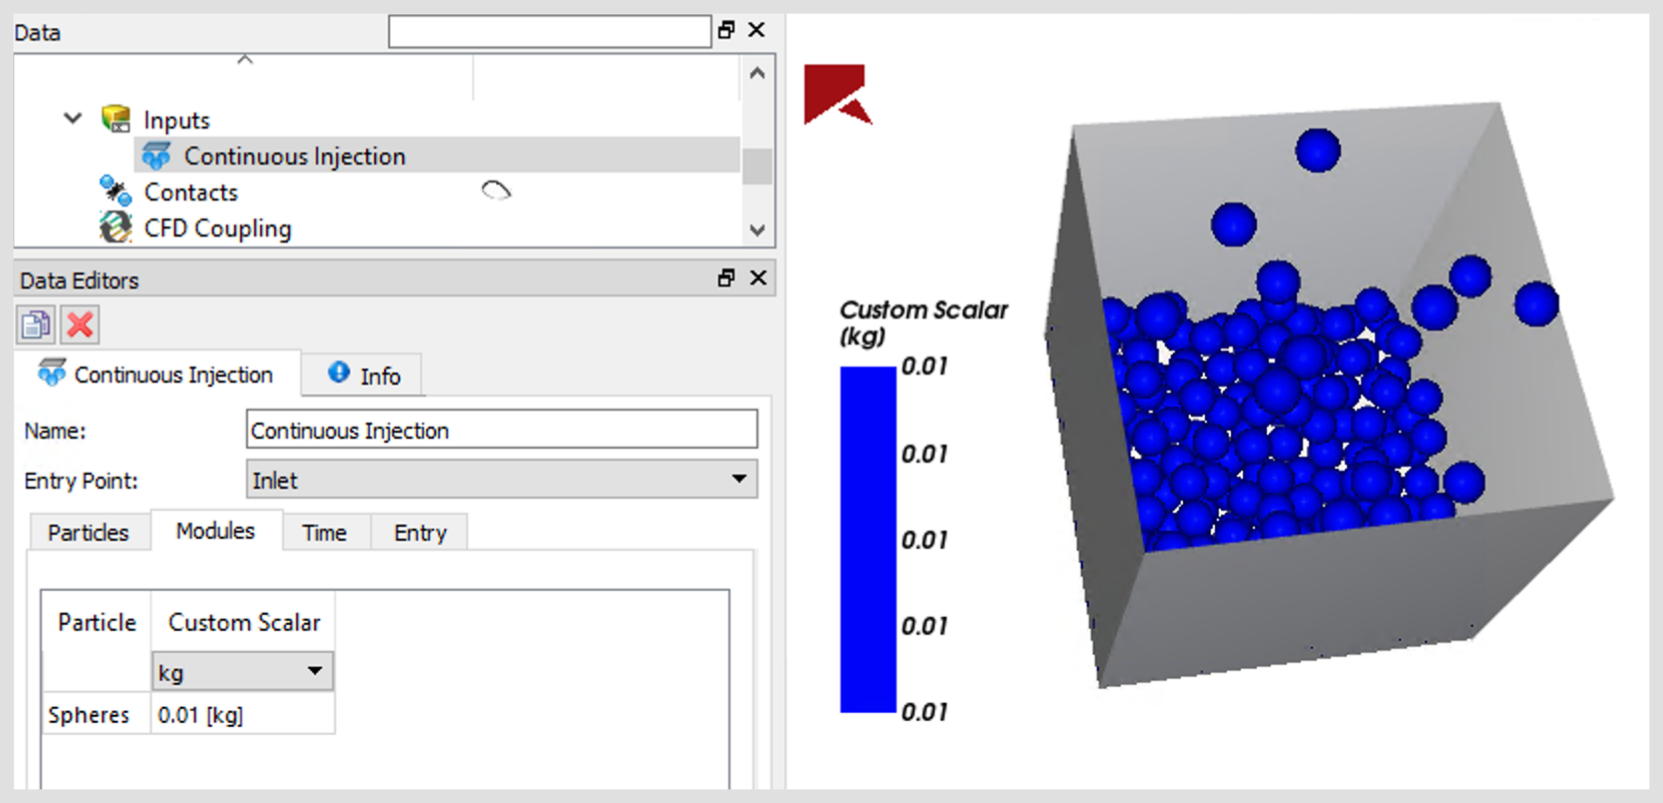 Data
Inputs
Continuous Injection
Contacts
CFD Coupling
Data Editors
Continuous Injection
Info
Name:
Continuous Injection
Entry Point:
Inlet
Particles
Modules
Time
Entry
Particle
Custom Scalar
kg
Spheres
0.01 [kg]
Custom Scalar
(kg)
0.01
0.01
0.01
0.01
0.01